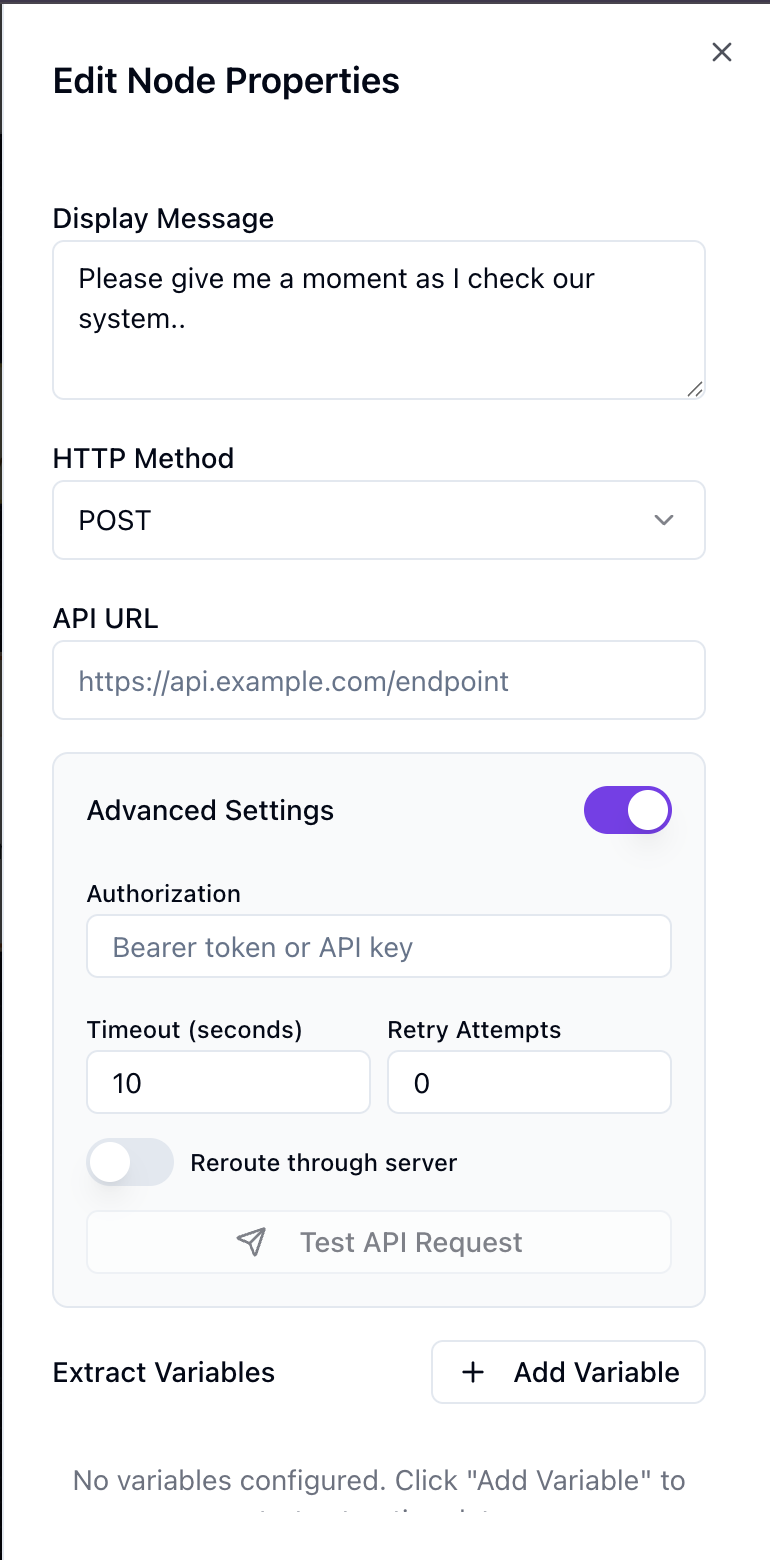 Edit Node Properties
Display Message
Please give me a moment as I check our
system..
HTTP Method
POST
API URL
https://api.example.com/endpoint
Advanced Settings
Authorization
Bearer token or API key
Timeout (seconds)
Retry Attempts
10
0
Reroute through server
Test API Request
Extract Variables
+ Add Variable
No variables configured. Click "Add Variable" to